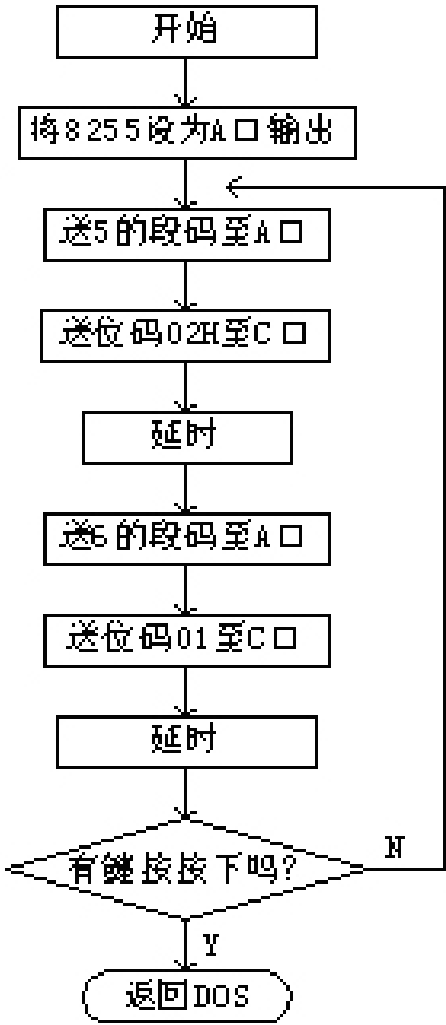 开始
将8255设为A口输出
送5的段码至A口
送位码02H至C口
延时
送6的段码至A口
送位码01至C口
延时
有键按按下吗?
N
Y
返回DOS